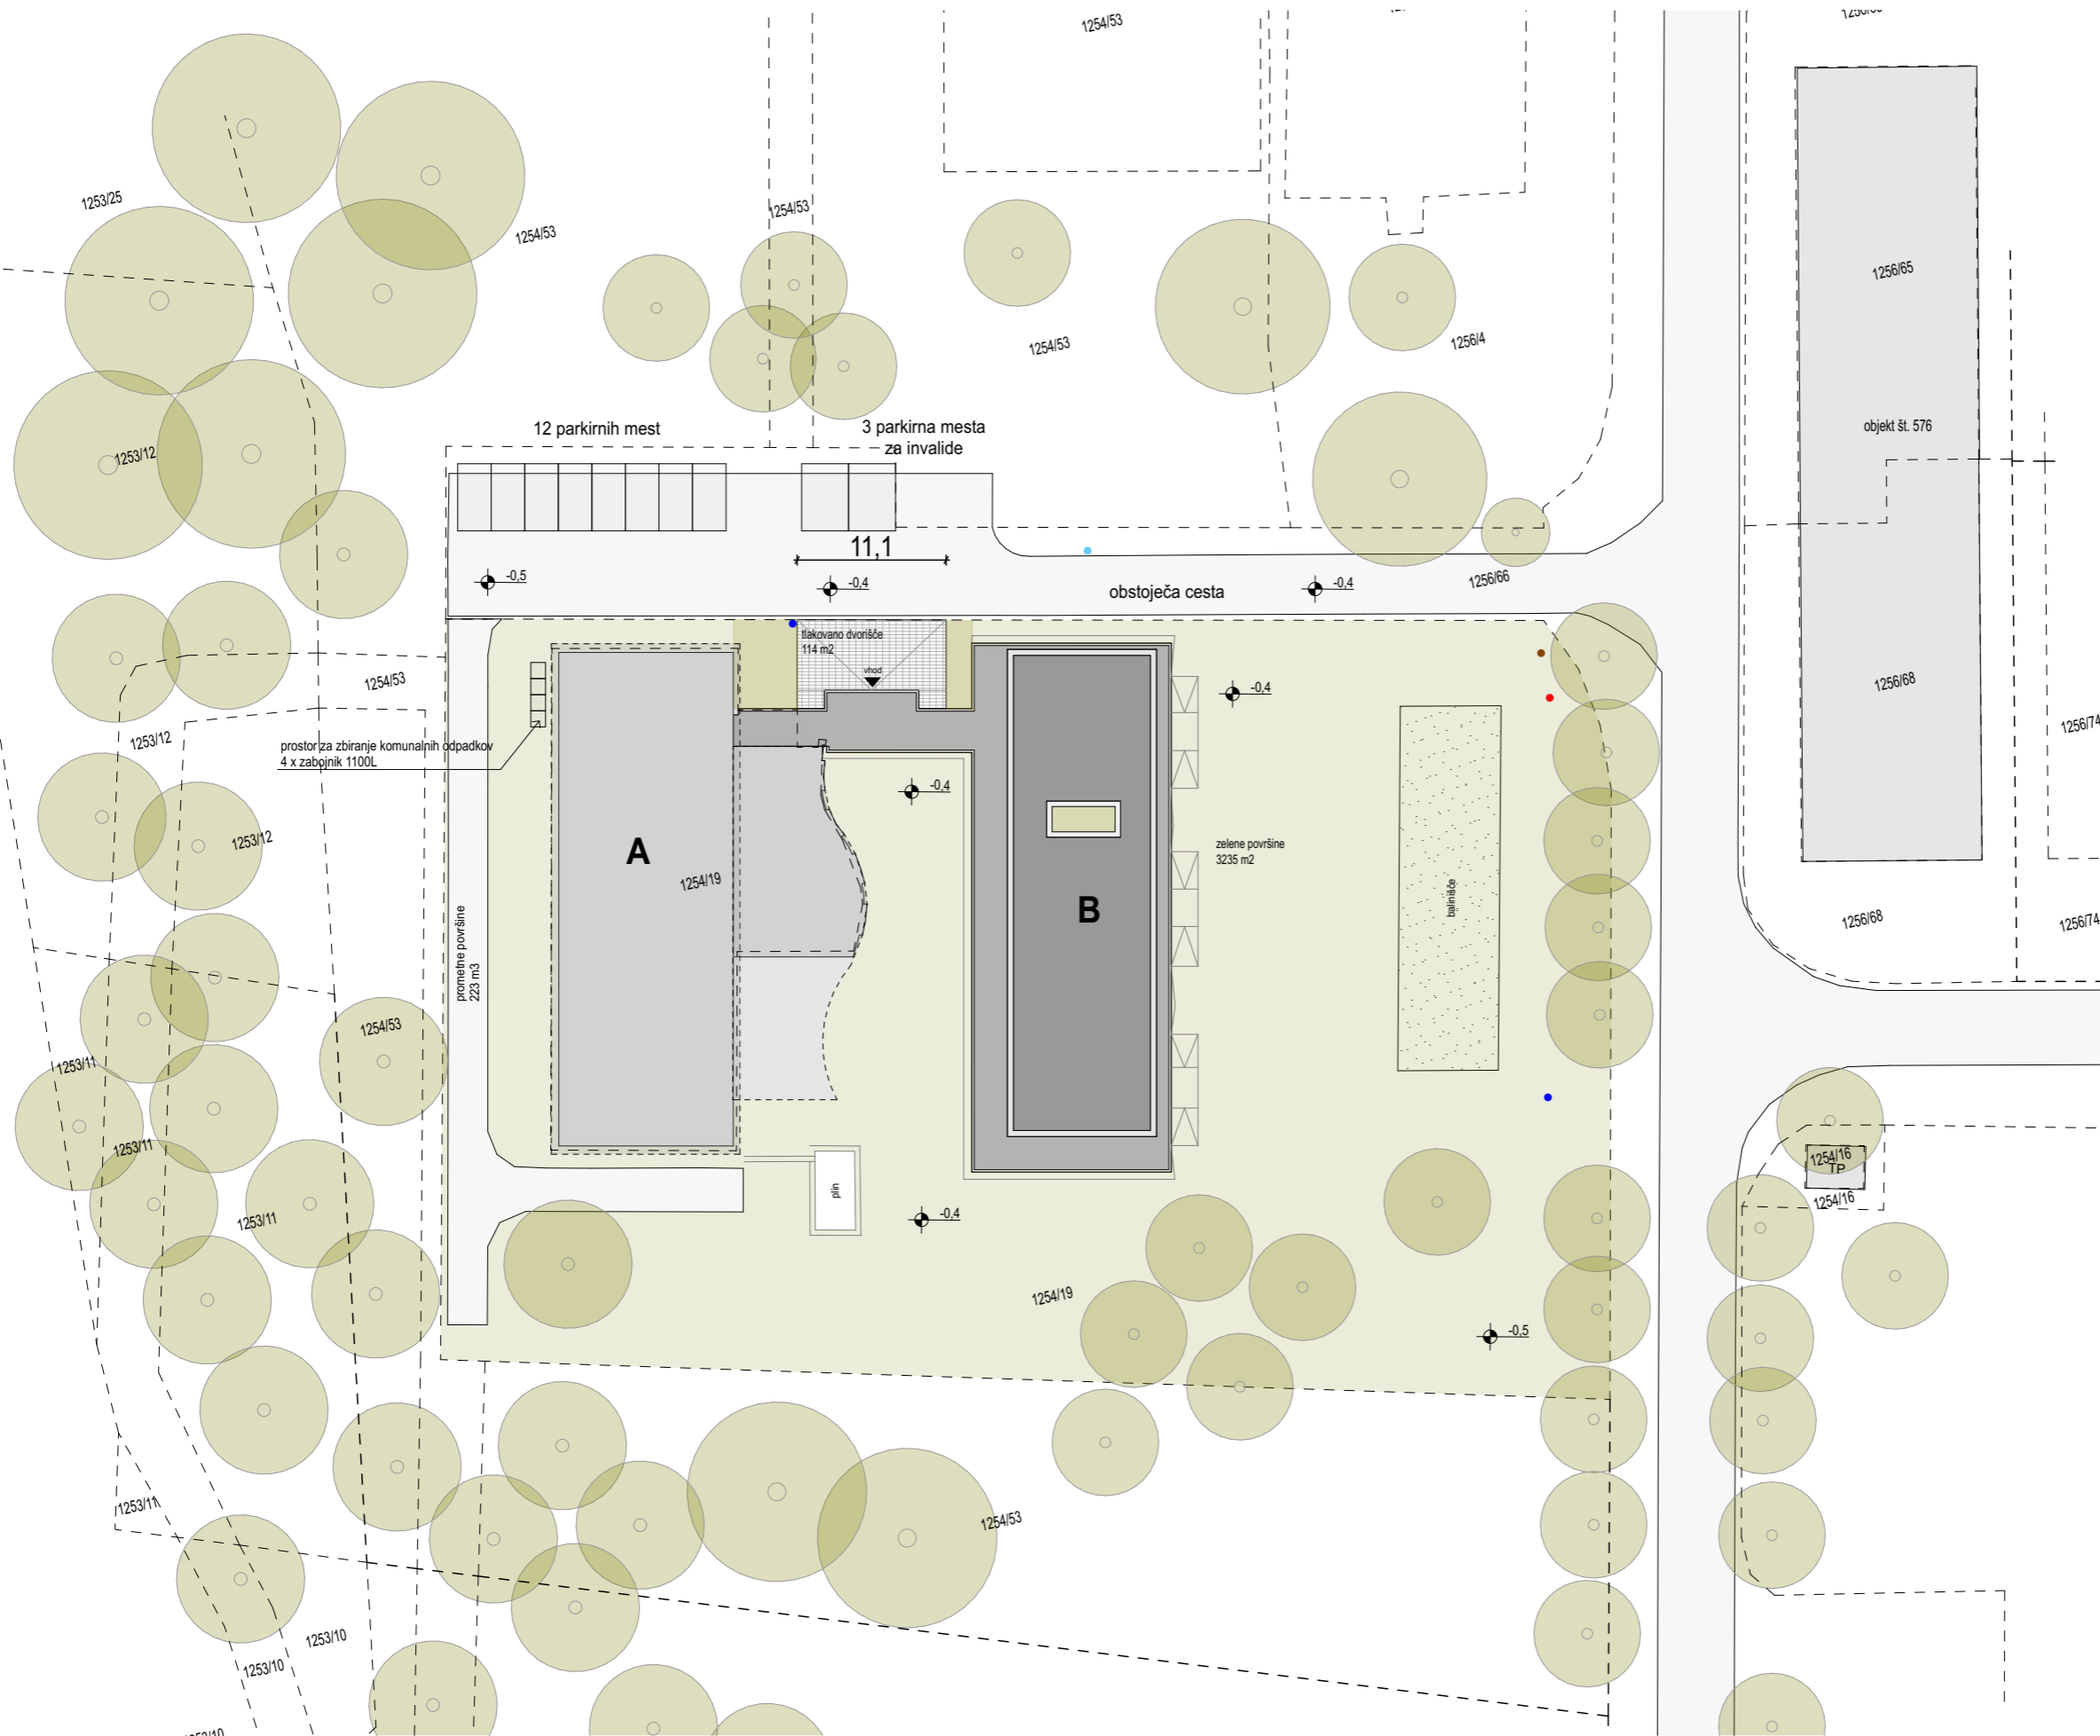 1254/53
1253/25
1254/53
1254/53
1254/53
1256/4
1256/65
objekt št. 576
1253/12
12 parkirnih mest
3 parkirna mesta
za invalide
11,1
-0,5
-0,4
-0,4
obstoječa cesta
1256/66
tlakovano dvorišče
114 m2
vhod
1254/53
-0,4
1256/68
1253/12
prostor za zbiranje komunalnih odpadkov
4 x zabojnik 1100L
1256/74
-0,4
1253/12
A
1254/19
zelene površine
3235 m2
B
balinišče
1256/68
1256/74
prometne površine
223 m3
1254/53
1253/11
1253/11
1254/16
TP
1254/16
plin
1253/11
-0,4
1254/19
-0,5
1253/11
1254/53
1253/10
1253/10